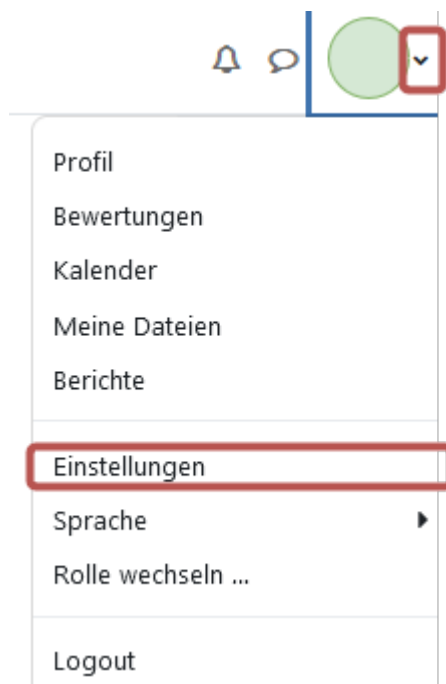 Profil
Bewertungen
Kalender
Meine Dateien
Berichte
Einstellungen
Sprache
Rolle wechseln ...
Logout